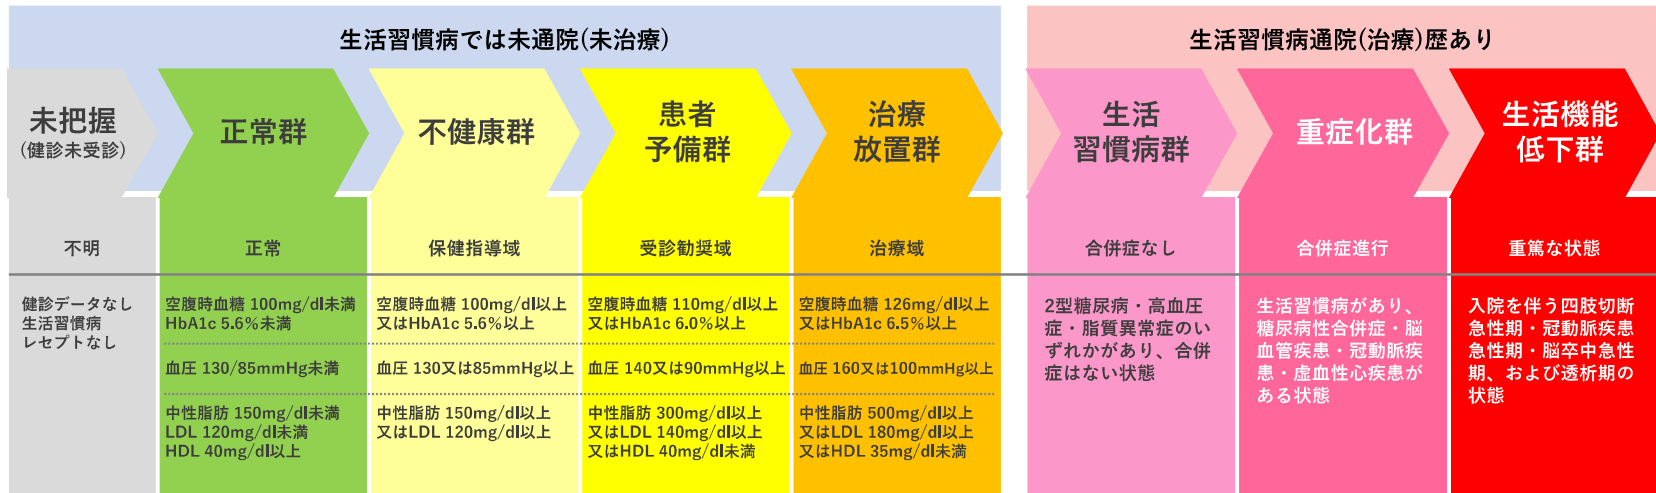 生活習慣病では未通院(未治療)
生活習慣病通院(治療)歴あり
未把握
(健診未受診)
正常群
不健康群
患者
予備群
治療
放置群
生活
習慣病群
重症化群
生活機能
低下群
不明
正常
保健指導域
受診勧奨域
治療域
合併症なし
合併症進行
重篤な状態
健診データなし
生活習慣病
レセプトなし
空腹時血糖 100mg/dl未満
HbA1c 5.6%未満
血圧 130/85mmHg未満
中性脂肪 150mg/dl未満
LDL 120mg/dl未満
HDL 40mg/dl以上
空腹時血糖 100mg/dl以上
又はHbA1c 5.6%以上
血圧 130又は85mmHg以上
中性脂肪 150mg/dl以上
又はLDL 120mg/dl以上
空腹時血糖 110mg/dl以上
又はHbA1c 6.0%以上
血圧 140又は90mmHg以上
中性脂肪 300mg/dl以上
又はLDL 140mg/dl以上
又はHDL 40mg/dl未満
空腹時血糖 126mg/dl以上
又はHbA1c 6.5%以上
血圧 160又は100mmHg以上
中性脂肪 500mg/dl以上
又はLDL 180mg/dl以上
又はHDL 35mg/dl未満
2型糖尿病・高血圧
症・脂質異常症のい
ずれかがあり、合併
症はない状態
生活習慣病があり、
糖尿病性合併症・脳
血管疾患・冠動脈疾
患・虚血性心疾患が
ある状態
入院を伴う四肢切断
急性期・冠動脈疾患
急性期・脳卒中急性
期、および透析期の
状態